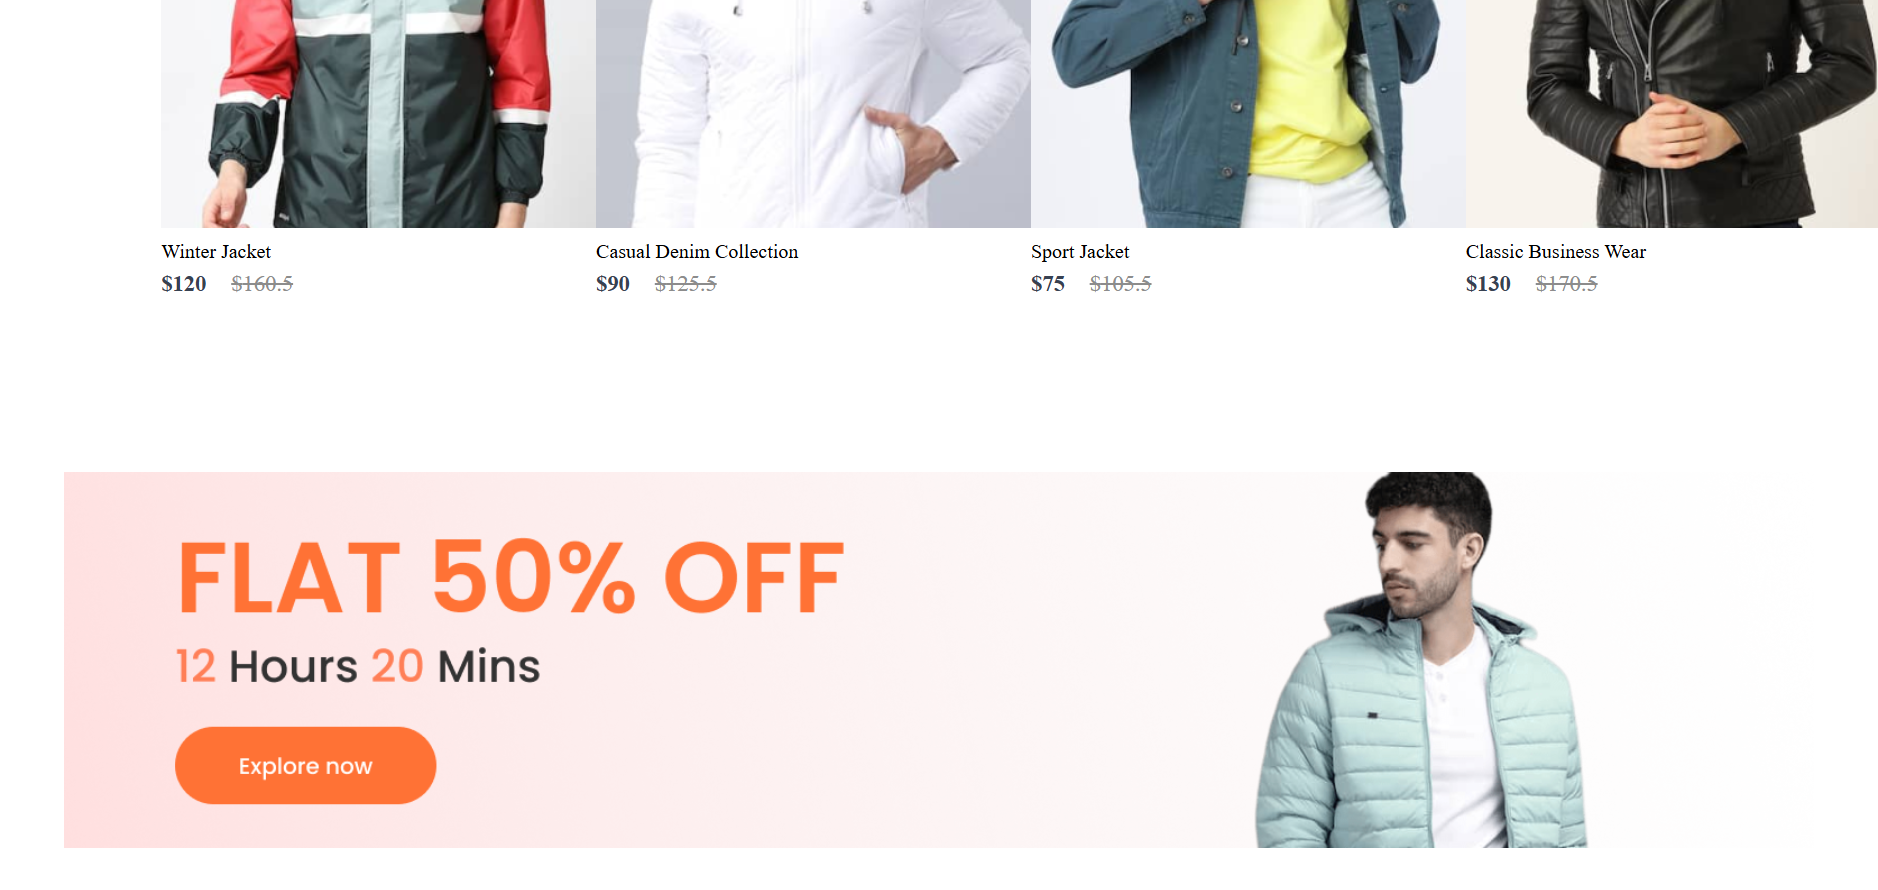 Winter Jacket
$120 $160.5
Casual Denim Collection
$90 $125.5
Sport Jacket
$75 $105.5
Classic Business Wear
$130 $170.5
FLAT 50% OFF
12 Hours 20 Mins
Explore now